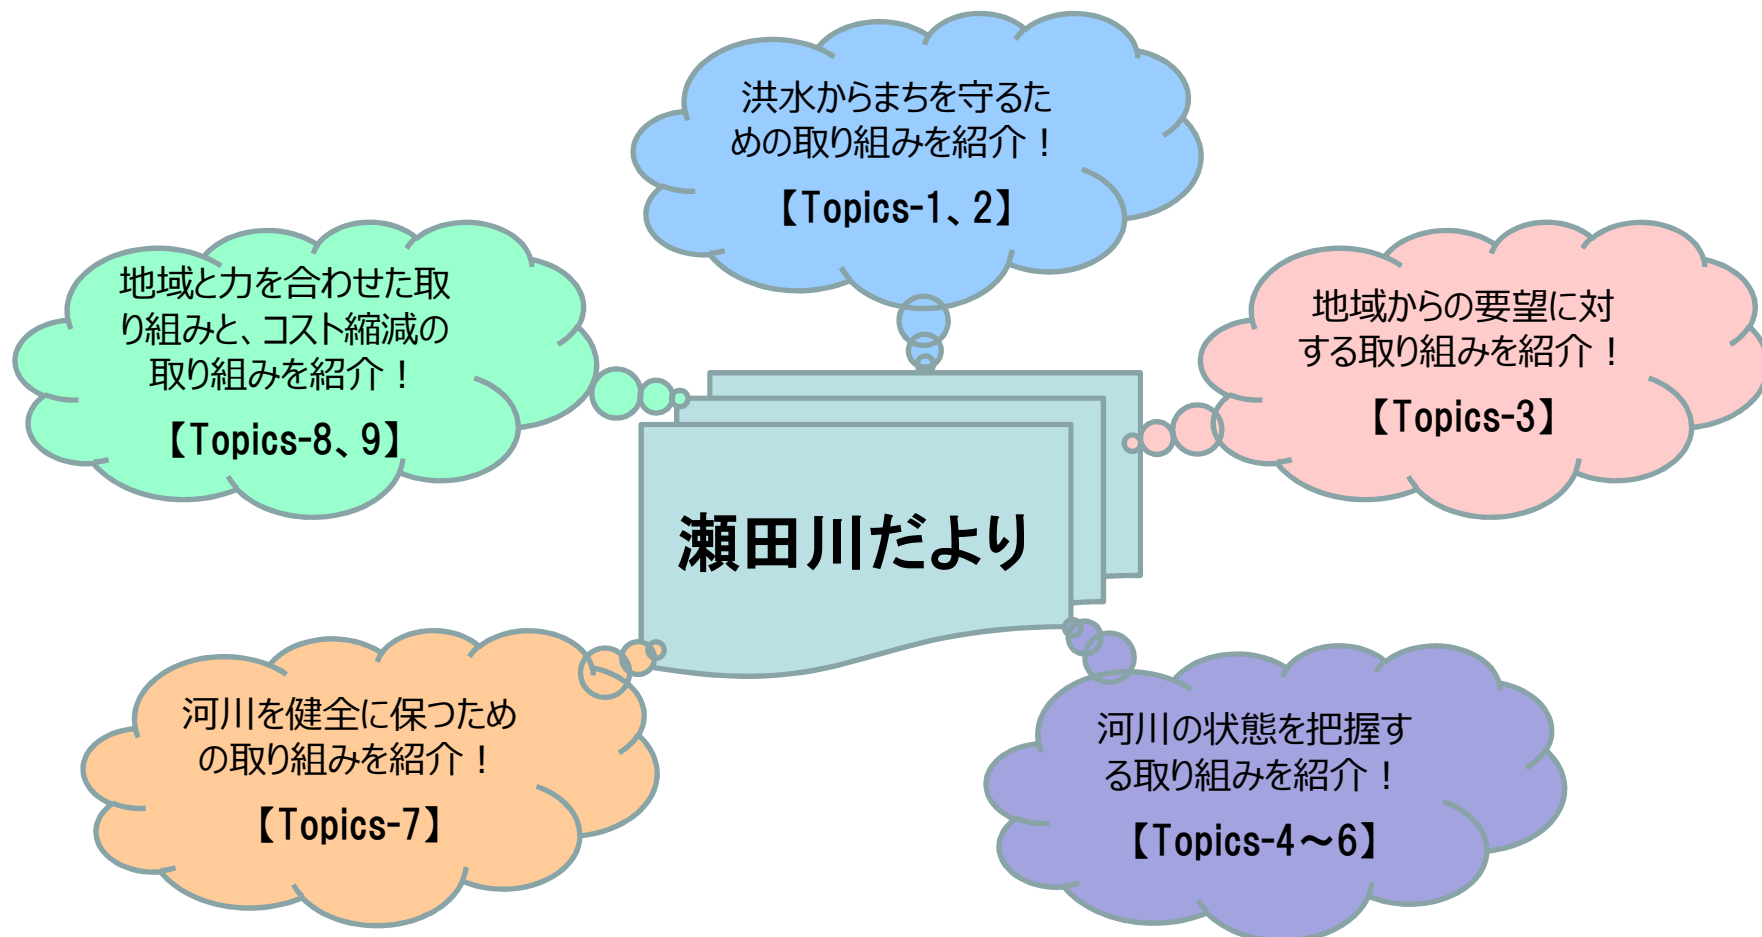 洪水からまちを守るた
めの取り組みを紹介！
【Topics-1、2】
地域と力を合わせた取
り組みと、コスト縮減の
取り組みを紹介！
【Topics-8、9】
地域からの要望に対
する取り組みを紹介！
【Topics-3】
瀬田川だより
河川を健全に保つため
の取り組みを紹介！
【Topics-7】
河川の状態を把握す
る取り組みを紹介！
【Topics-4～6】